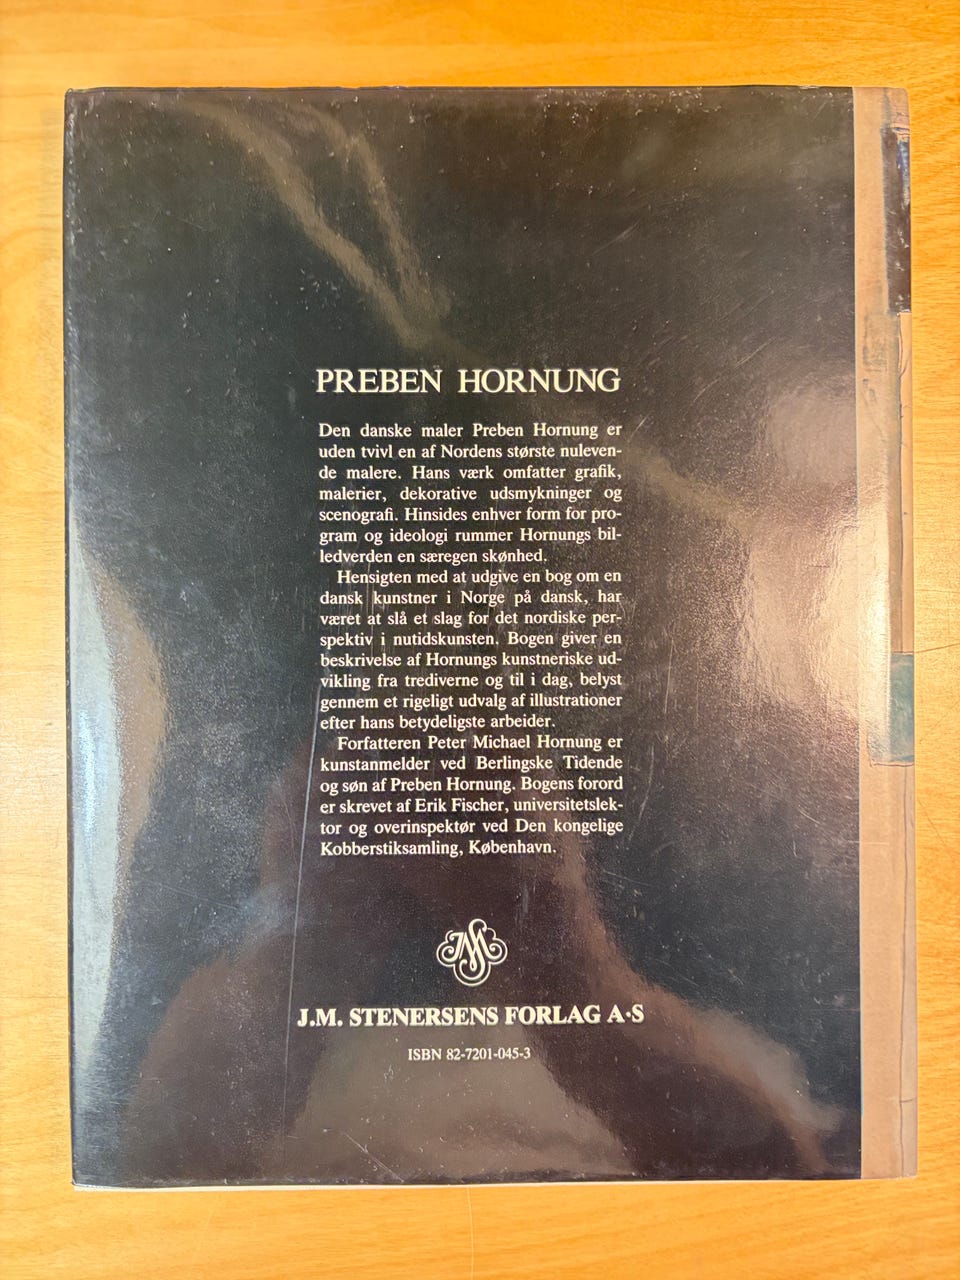 PREBEN HORNUNG
Den danske maler Preben Hornung er
uden tvivl en af Nordens største nuleven-
de malere. Hans værk omfatter grafik,
malerier, dekorative udsmykninger og
scenografi. Hinsides enhver form for pro-
gram og ideologi rummer Hornungs bil-
ledverden en særegen skønhed.
Hensigten med at udgive en bog om en
dansk kunstner i Norge på dansk, har
været at slå et slag for det nordiske per-
spektiv i nutidskunsten. Bogen giver en
beskrivelse af Hornungs kunstneriske ud-
vikling fra trediverne og til i dag, belyst
gennem et rigeligt udvalg af illustrationer
efter hans betydeligste arbeider.
Forfatteren Peter Michael Hornung er
kunstanmelder ved Berlingske Tidende
og søn af Preben Hornung. Bogens forord
er skrevet af Erik Fischer, universitetslek-
tor og overinspektør ved Den kongelige
Kobberstiksamling, København.
JMS
J.M. STENERSENS FORLAG A·S
ISBN 82-7201-045-3